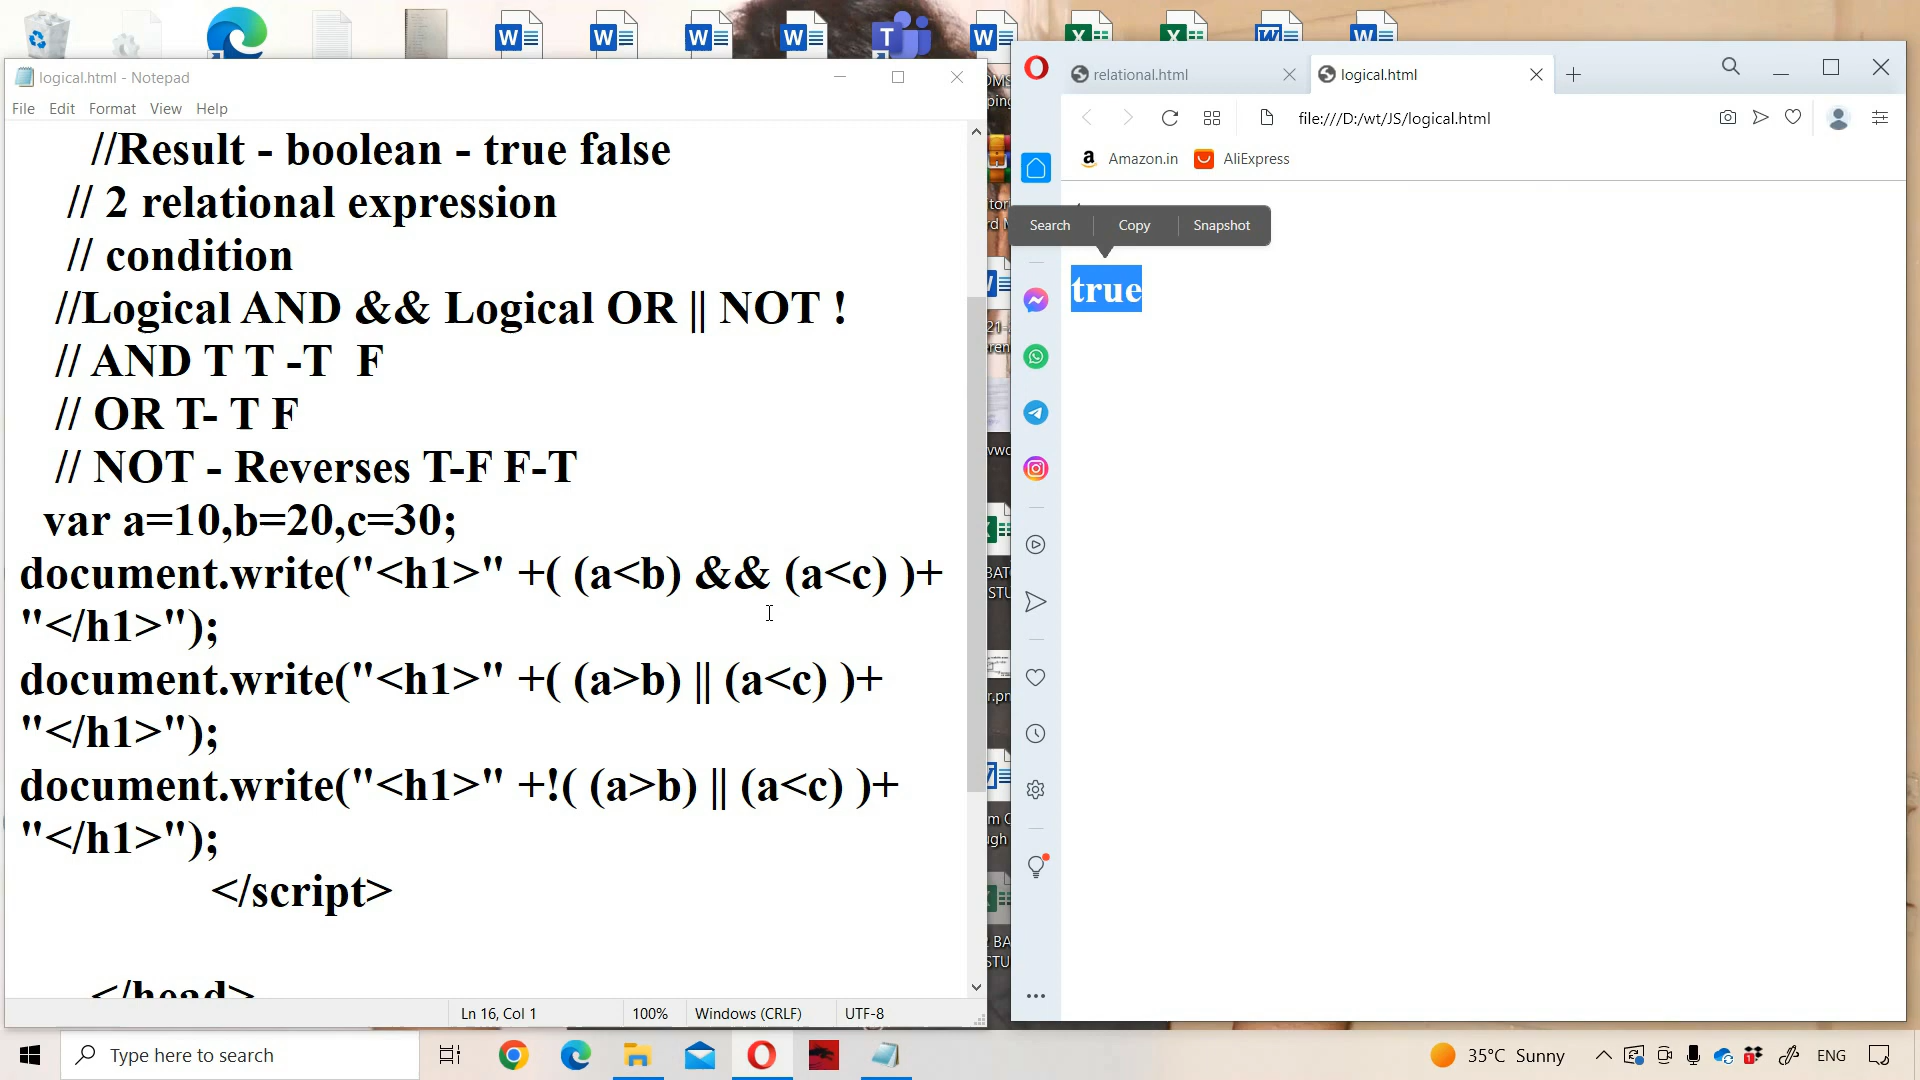 logical.html - Notepad
File Edit Format View Help
//Result - boolean - true false
// 2 relational expression
// condition
//Logical AND && Logical OR || NOT !
// AND T T -T  F
// OR T- T F
// NOT - Reverses T-F F-T
var a=10,b=20,c=30;
document.write("<h1>" +( (a<b) && (a<c) )+
"</h1>");
document.write("<h1>" +( (a>b) || (a<c) )+
"</h1>");
document.write("<h1>" +!( (a>b) || (a<c) )+
"</h1>");
</script>
</head>
Ln 16, Col 1 100% Windows (CRLF) UTF-8
relational.html logical.html
file:///D:/wt/JS/logical.html
Amazon.in AliExpress
Search Copy Snapshot
true
Type here to search
35°C Sunny ENG